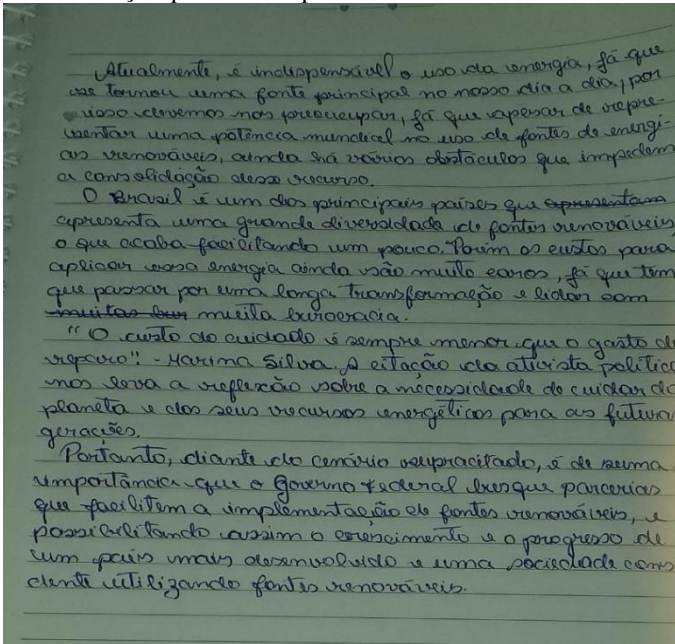 Atualmente, é indispensável o uso da energia, já que
se tornou uma fonte principal no nosso dia a dia, por
isso devemos nos preocupar, já que apesar de repre-
sentar uma potência mundial no uso de fontes de energi-
as renováveis, ainda há vários obstáculos que impedem
a consolidação desse recurso.
O Brasil é um dos principais países que apresentam
apresenta uma grande diversidade de fontes renováveis,
o que acaba facilitando um pouco. Porém os custos para
aplicar essa energia ainda são muito caros, já que tem
que passar por uma longa transformação e lidar com
muitas bur muita burocracia.
"O custo do cuidado é sempre menor que o gasto do
reparo". - Marina Silva. A citação da ativista política
nos leva a reflexão sobre a necessidade de cuidar do
planeta e dos seus recursos energéticos para as futuras
gerações.
Portanto, diante do cenário supracitado, é de suma
importância que o Governo Federal busque parcerias
que facilitem a implementação de fontes renováveis, e
possibilitando assim o crescimento e o progresso de
um país mais desenvolvido e uma sociedade cons
ciente utilizando fontes renováveis.